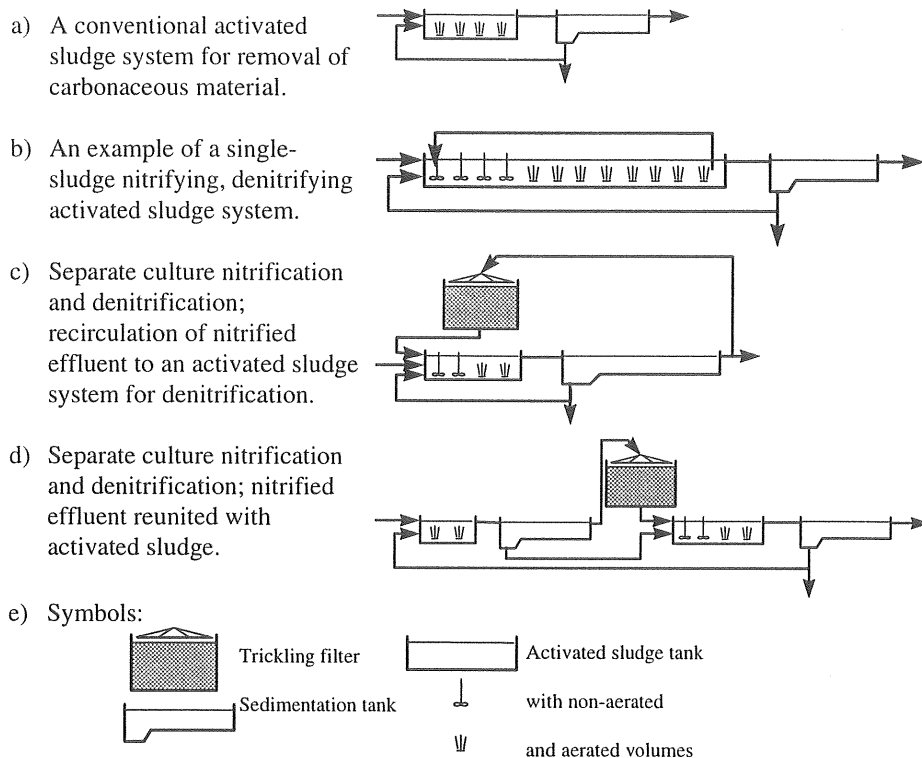 a) A conventional activated
sludge system for removal of
carbonaceous material.
b) An example of a single-
sludge nitrifying, denitrifying
activated sludge system.
c) Separate culture nitrification
and denitrification;
recirculation of nitrified
effluent to an activated sludge
system for denitrification.
d) Separate culture nitrification
and denitrification; nitrified
effluent reunited with
activated sludge.
e) Symbols:
Trickling filter
Sedimentation tank
Activated sludge tank
with non-aerated
and aerated volumes